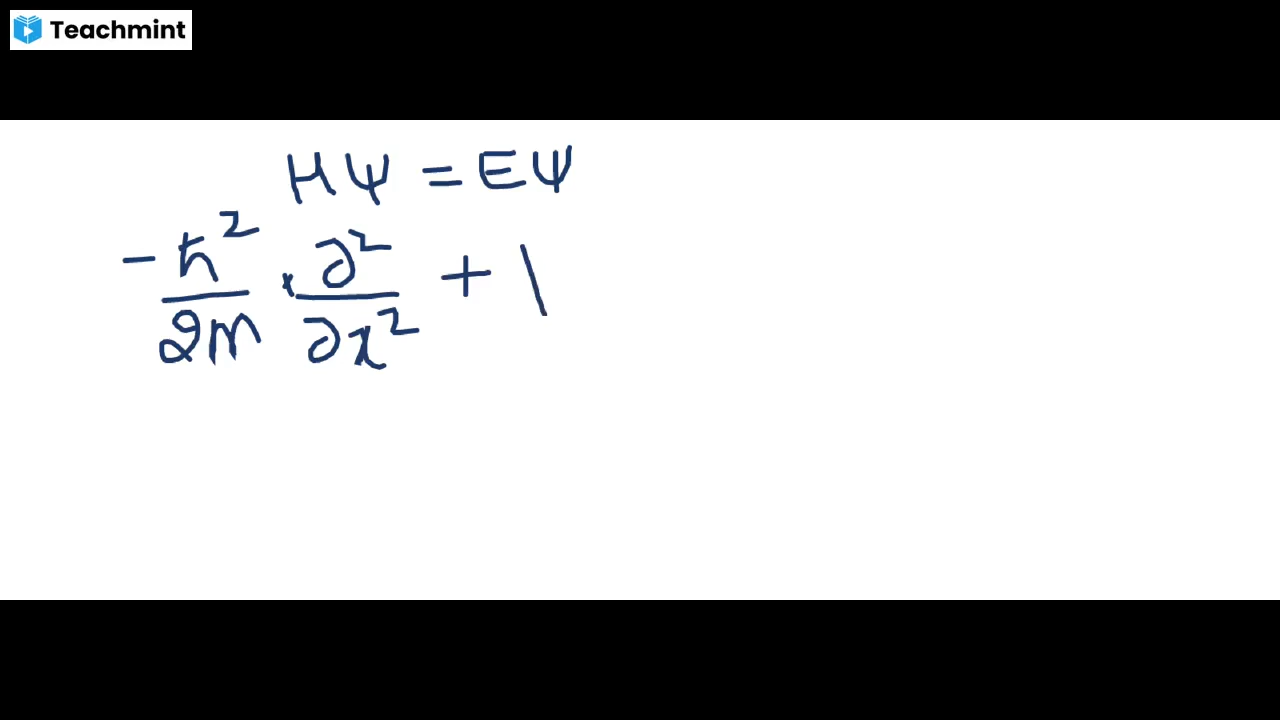 Teachmint
Hψ = Eψ
-ℏ²/2m · ∂²/∂x² + \